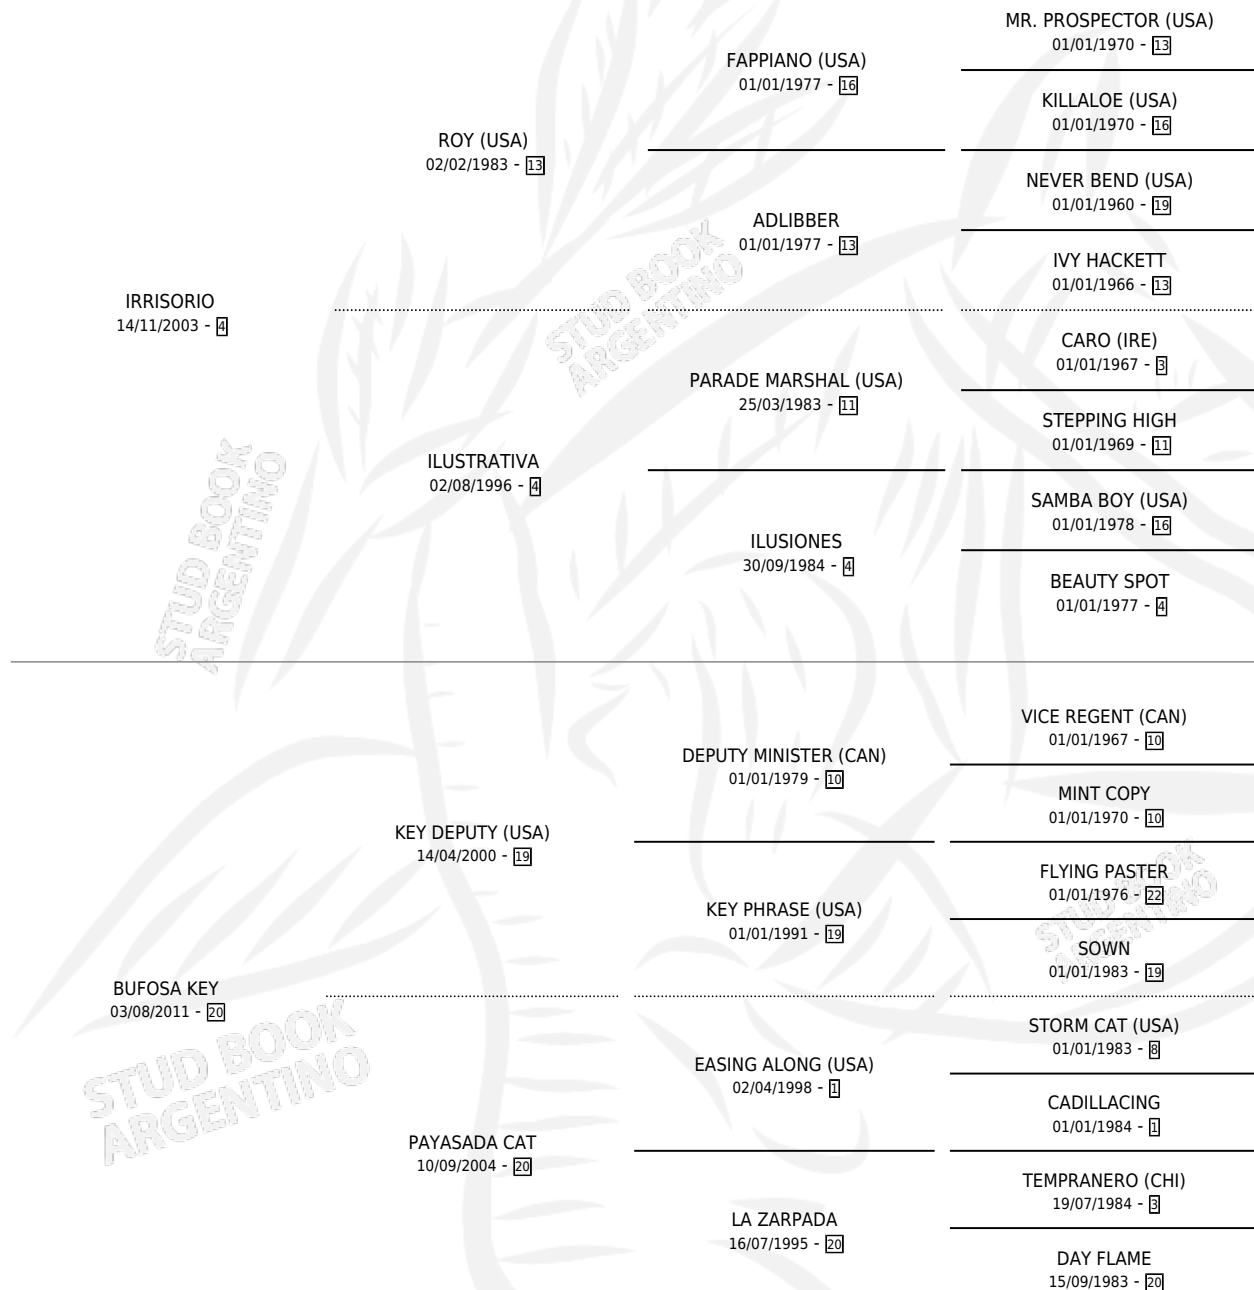 MR. PROSPECTOR (USA)
01/01/1970 - 13
FAPPIANO (USA)
01/01/1977 - 16
KILLALOE (USA)
01/01/1970 - 16
ROY (USA)
02/02/1983 - 13
NEVER BEND (USA)
01/01/1960 - 19
ADLIBBER
01/01/1977 - 13
IVY HACKETT
01/01/1966 - 13
IRRISORIO
14/11/2003 - 4
CARO (IRE)
01/01/1967 - 3
PARADE MARSHAL (USA)
25/03/1983 - 11
STEPPING HIGH
01/01/1969 - 11
ILUSTRATIVA
02/08/1996 - 4
SAMBA BOY (USA)
01/01/1978 - 16
ILUSIONES
30/09/1984 - 4
BEAUTY SPOT
01/01/1977 - 4
VICE REGENT (CAN)
01/01/1967 - 10
DEPUTY MINISTER (CAN)
01/01/1979 - 10
MINT COPY
01/01/1970 - 10
KEY DEPUTY (USA)
14/04/2000 - 19
FLYING PASTER
01/01/1976 - 22
KEY PHRASE (USA)
01/01/1991 - 19
SOWN
01/01/1983 - 19
BUFOSA KEY
03/08/2011 - 20
STORM CAT (USA)
01/01/1983 - 8
EASING ALONG (USA)
02/04/1998 - 1
CADILLACING
01/01/1984 - 1
PAYASADA CAT
10/09/2004 - 20
TEMPRANERO (CHI)
19/07/1984 - 3
LA ZARPADA
16/07/1995 - 20
DAY FLAME
15/09/1983 - 20
STUD BOOK
ARGENTINO
STUD BOOK
ARGENTINO
STUD BOOK
ARGENTINO
STUD BOOK
ARGENTINO